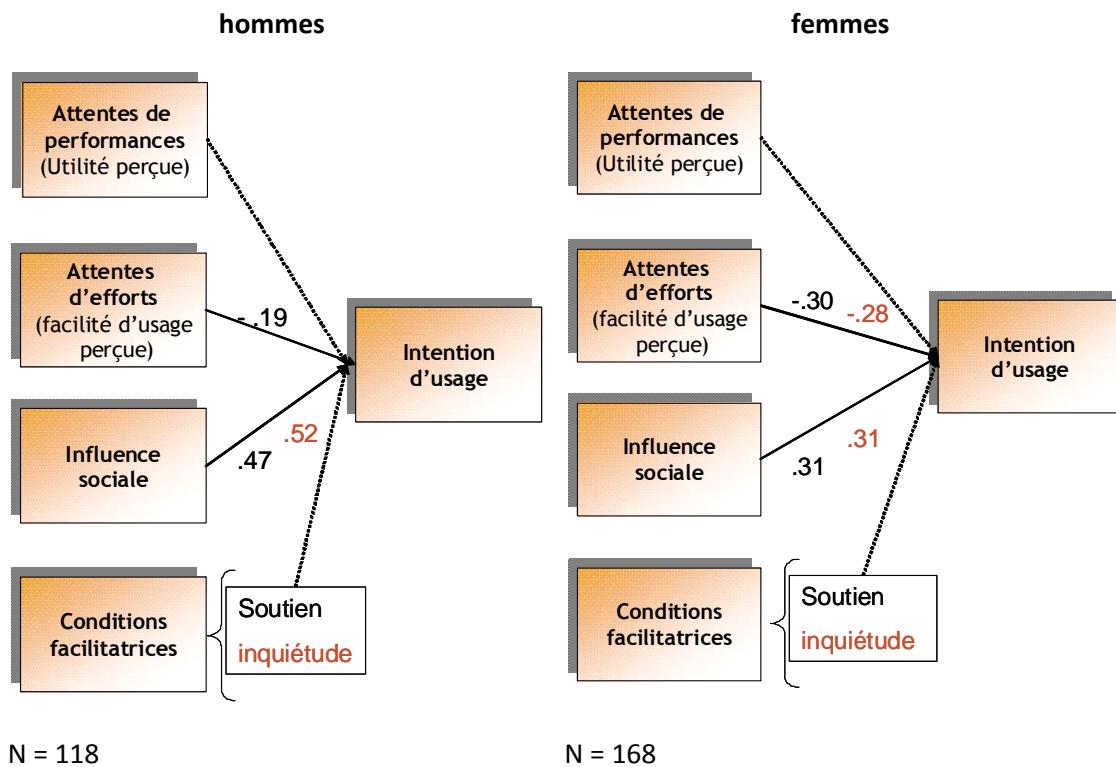 hommes
Attentes de
performances
(Utilité perçue)
Attentes
d'efforts
(facilité d'usage
perçue)
- .19
Intention
d'usage
Influence
sociale
.52
.47
Conditions
facilitatrices
Soutien
inquiétude
N = 118
femmes
Attentes de
performances
(Utilité perçue)
Attentes
d'efforts
(facilité d'usage
perçue)
-.30
-.28
Intention
d'usage
Influence
sociale
.31
.31
Conditions
facilitatrices
Soutien
inquiétude
N = 168